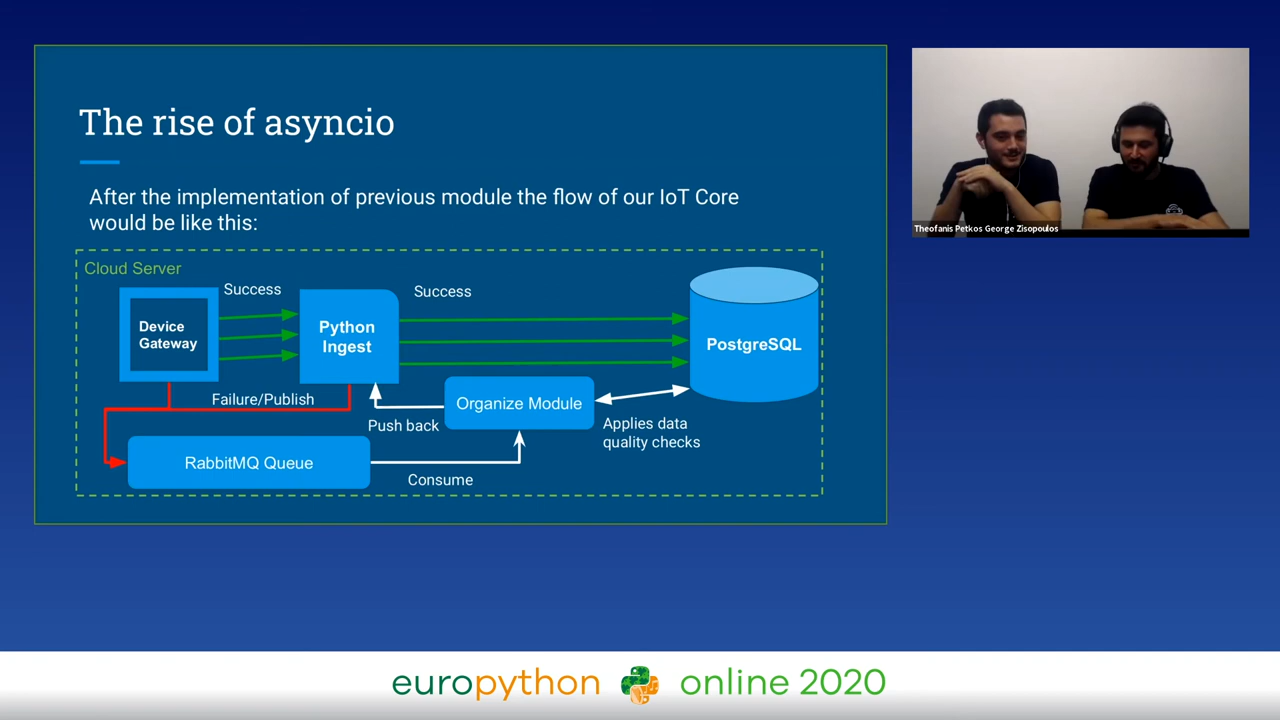 The rise of asyncio
After the implementation of previous module the flow of our IoT Core
would be like this:
Cloud Server
Success
Success
Device
Gateway
Python
Ingest
PostgreSQL
Failure/Publish
Organize Module
Push back
Applies data
quality checks
RabbitMQ Queue
Consume
Theofanis Petkos George Zisopoulos
europython online 2020